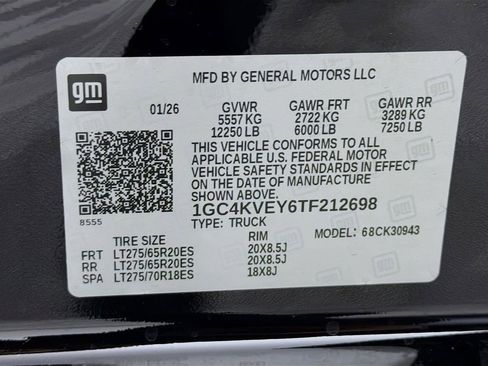 gm
MFD BY GENERAL MOTORS LLC
01/26 GVWR GAWR FRT GAWR RR
5557 KG 2722 KG 3289 KG
12250 LB 6000 LB 7250 LB
THIS VEHICLE CONFORMS TO ALL
APPLICABLE U.S. FEDERAL MOTOR
VEHICLE SAFETY STANDARDS IN EFFECT
ON THE DATE OF MANUFACTURE
SHOWN ABOVE.
8555
1GC4KVEY6TF212698
TYPE: TRUCK MODEL: 68CK30943
TIRE SIZE RIM
FRT LT275/65R20ES 20X8.5J
RR LT275/65R20ES 20X8.5J
SPA LT275/70R18ES 18X8J